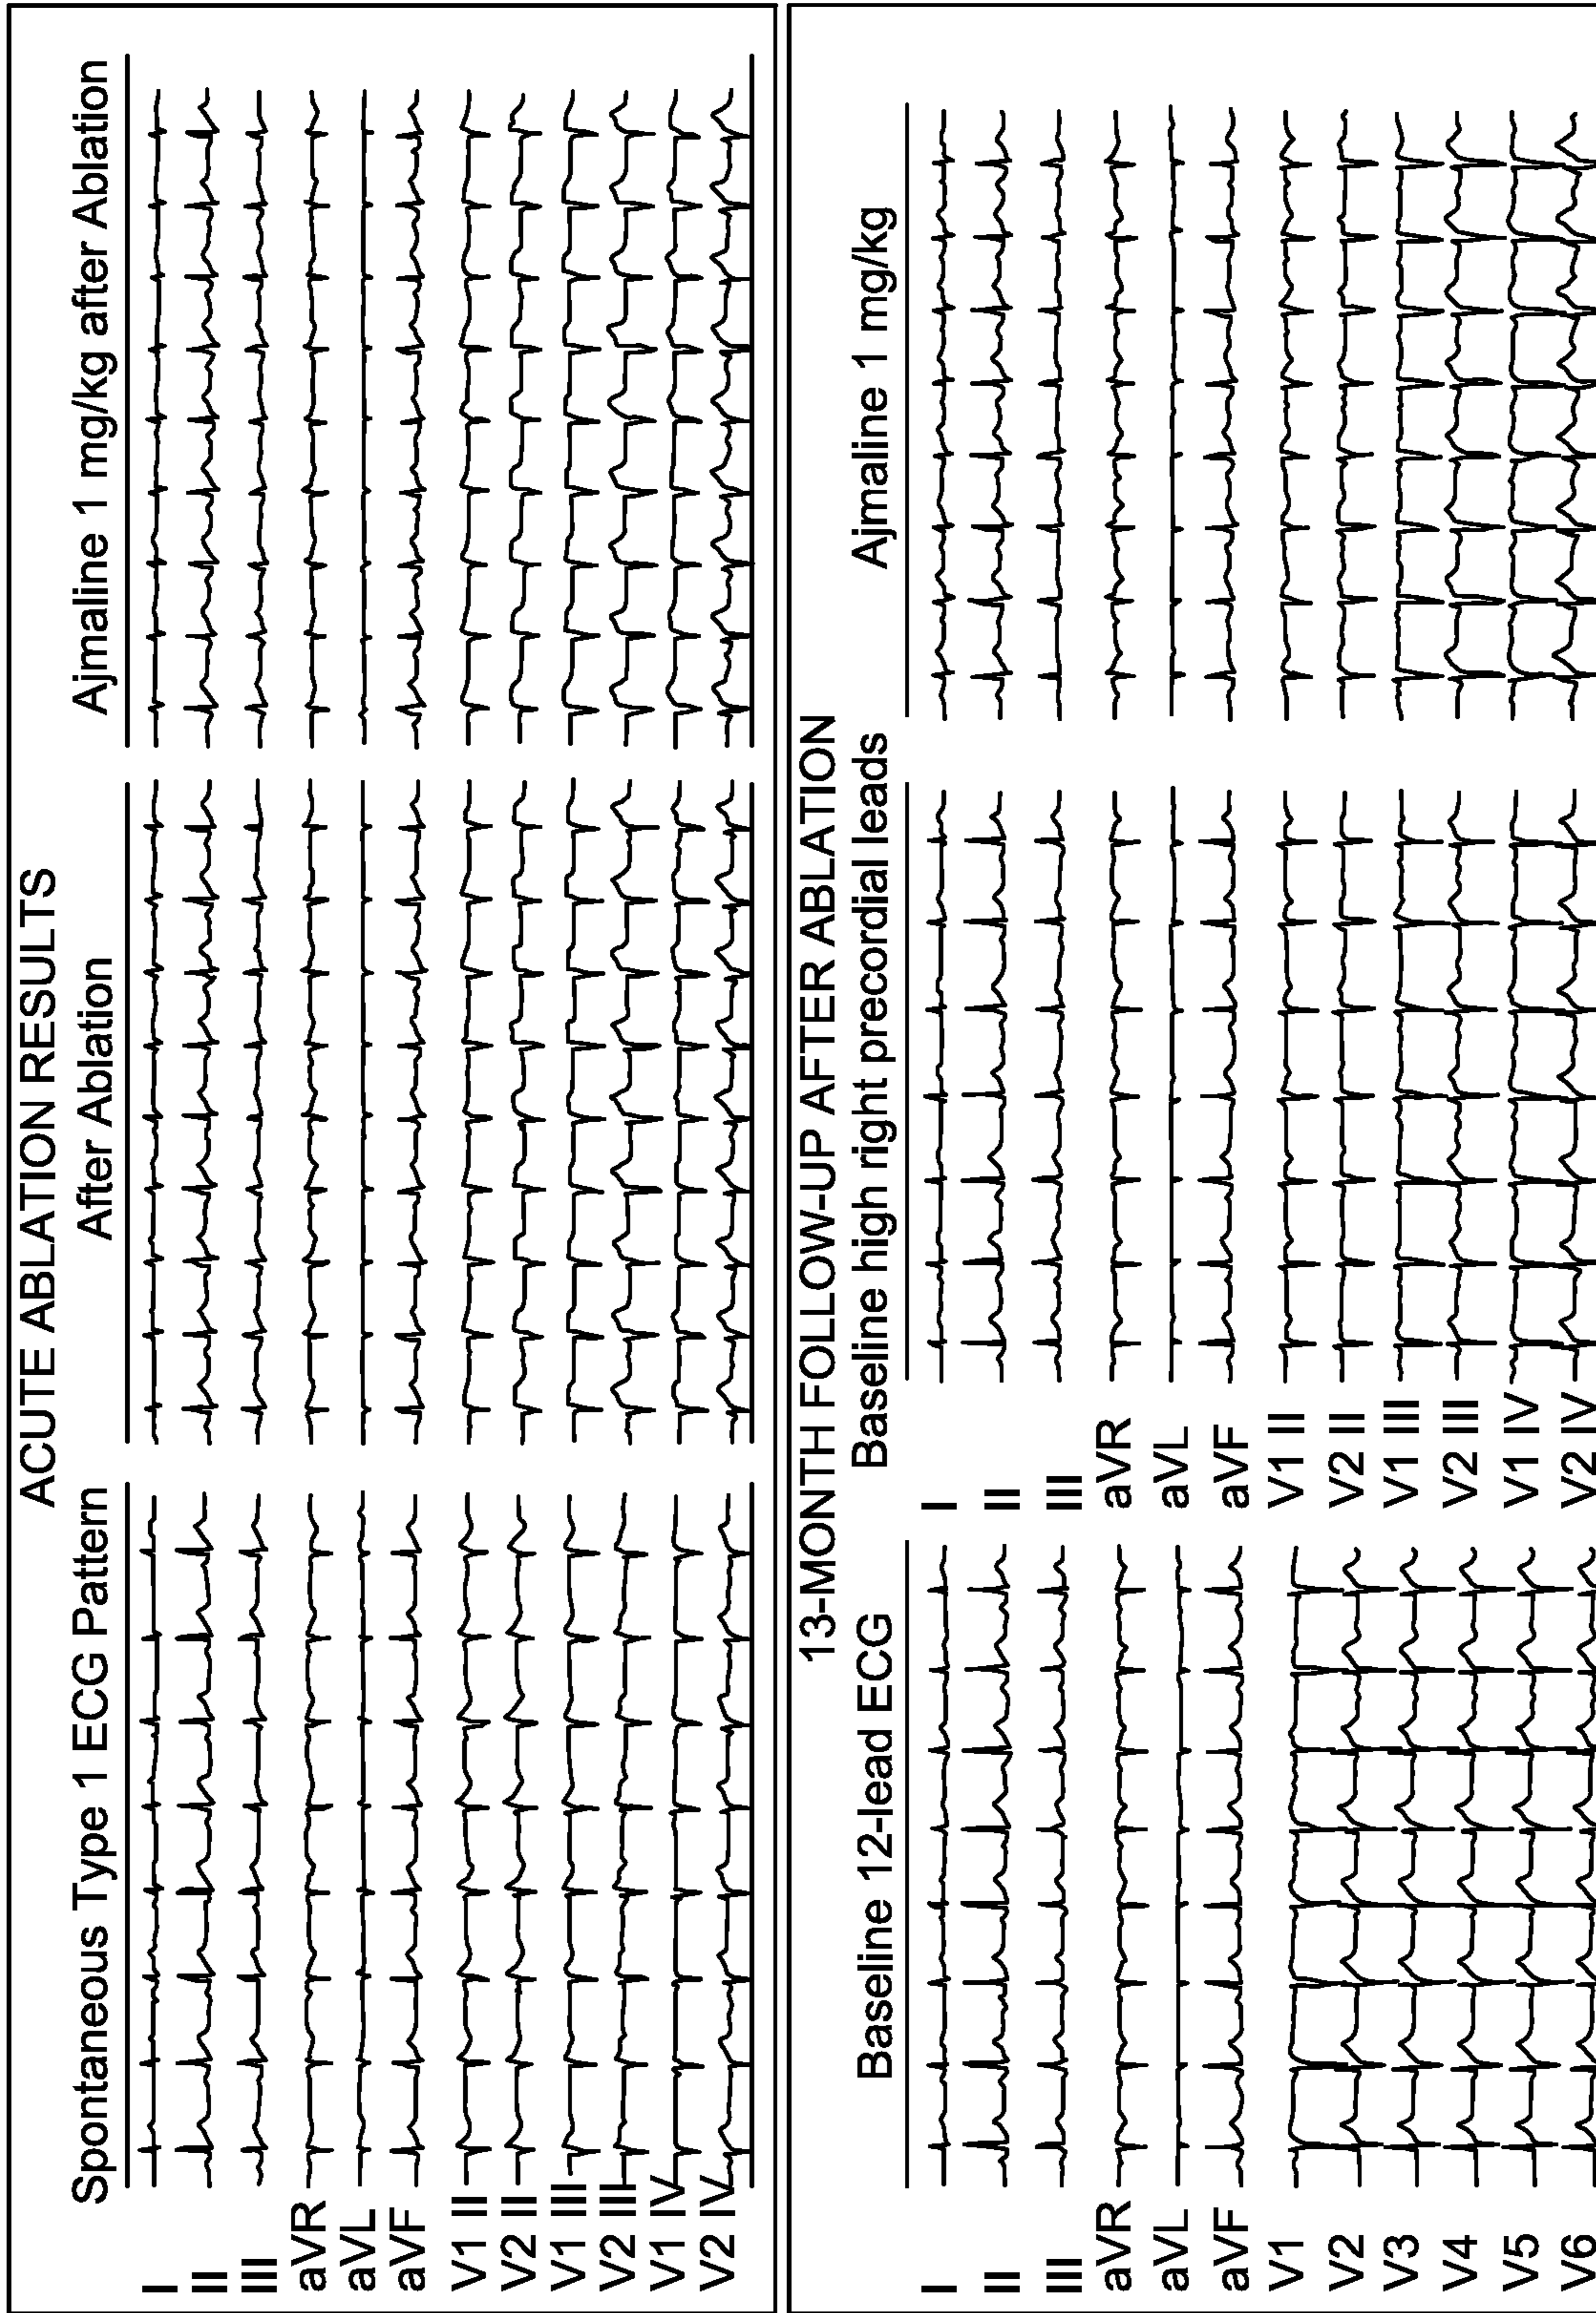 ACUTE ABLATION RESULTS
Spontaneous Type 1 ECG Pattern
After Ablation
Ajmaline 1 mg/kg after Ablation
I
II
III
aVR
aVL
aVF
V1 II
V2 II
V1 III
V2 III
V1 IV
V2 IV
13-MONTH FOLLOW-UP AFTER ABLATION
Baseline 12-lead ECG
Baseline high right precordial leads
Ajmaline 1 mg/kg
I
II
III
aVR
aVL
aVF
V1
V2
V3
V4
V5
V6
I
II
III
aVR
aVL
aVF
V1 II
V2 II
V1 III
V2 III
V1 IV
V2 IV